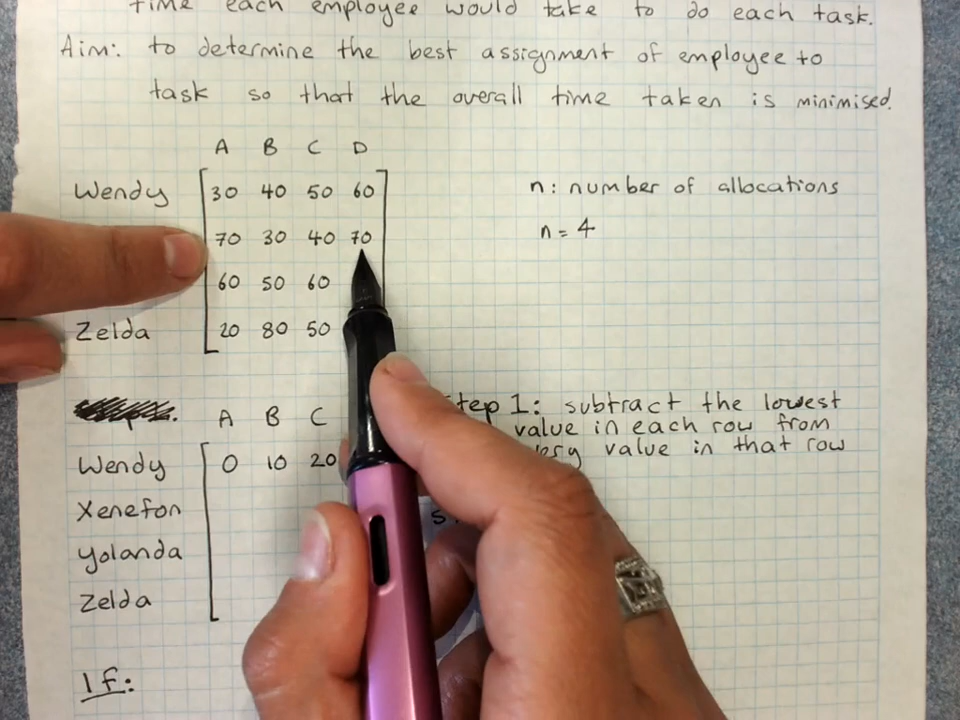 time each employee would take to do each task.
Aim: to determine the best assignment of employee to
task so that the overall time taken is minimised.
A B C D
Wendy 30 40 50 60
70 30 40 70
60 50 60
Zelda 20 80 50
n: number of allocations
n = 4
A B C
Wendy 0 10 20
Xenefon
Yolanda
Zelda
Step 1: subtract the lowest
value in each row from
value in that row
If: